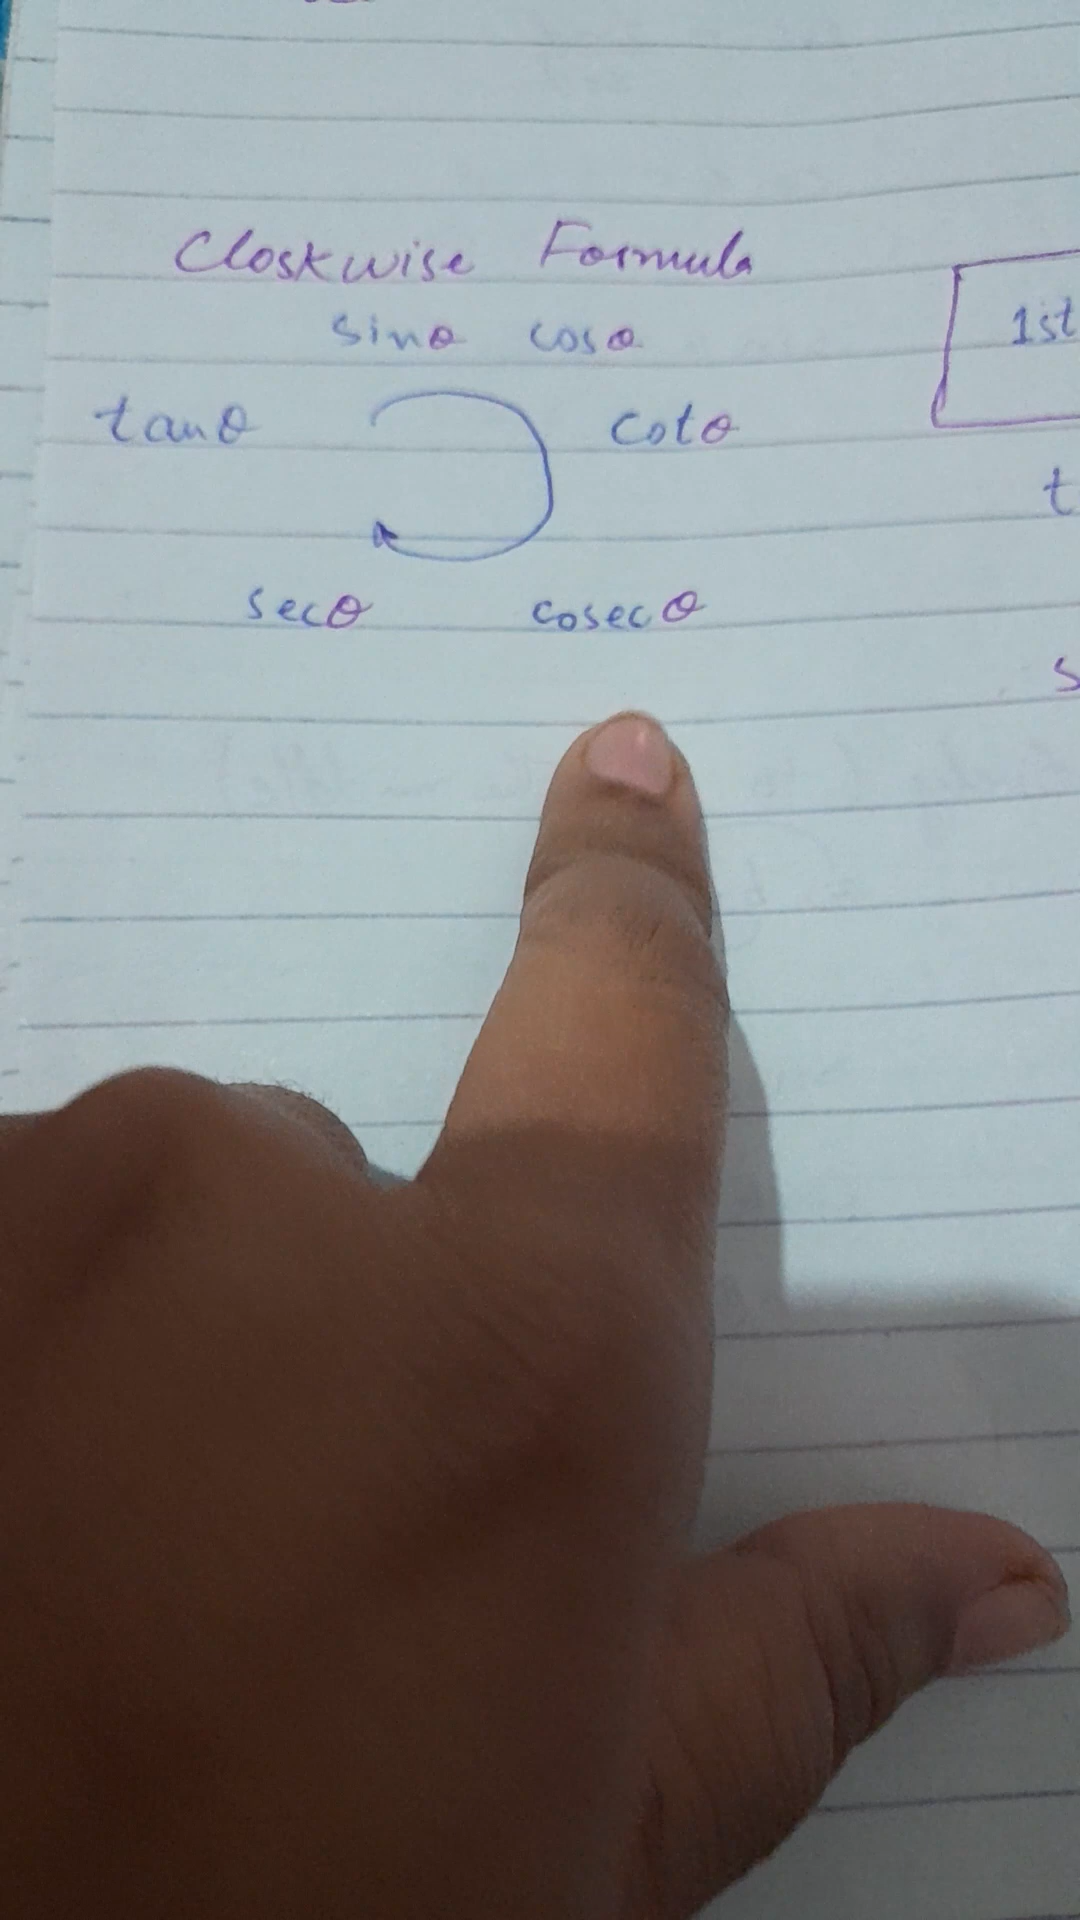 Closkwise Formula
sinθ cosθ
1st
tanθ cotθ
t
secθ cosecθ
s